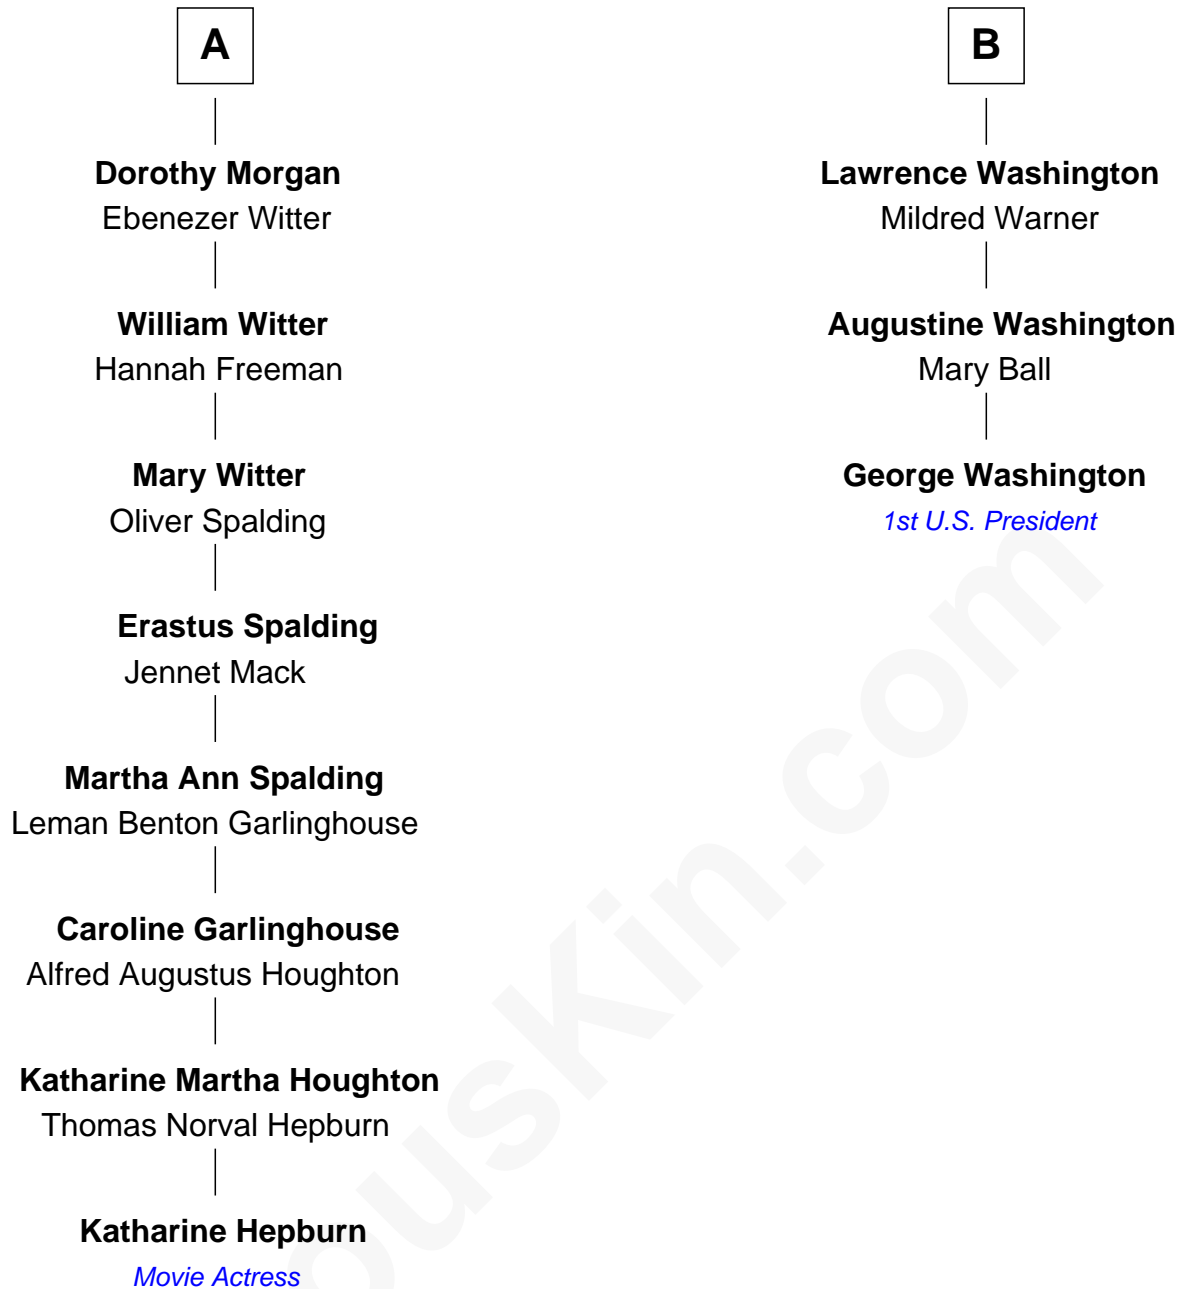 A
Dorothy Morgan
Ebenezer Witter
William Witter
Hannah Freeman
Mary Witter
Oliver Spalding
Erastus Spalding
Jennet Mack
Martha Ann Spalding
Leman Benton Garlinghouse
Caroline Garlinghouse
Alfred Augustus Houghton
Katharine Martha Houghton
Thomas Norval Hepburn
Katharine Hepburn
Movie Actress
B
Lawrence Washington
Mildred Warner
Augustine Washington
Mary Ball
George Washington
1st U.S. President
ousKin.com